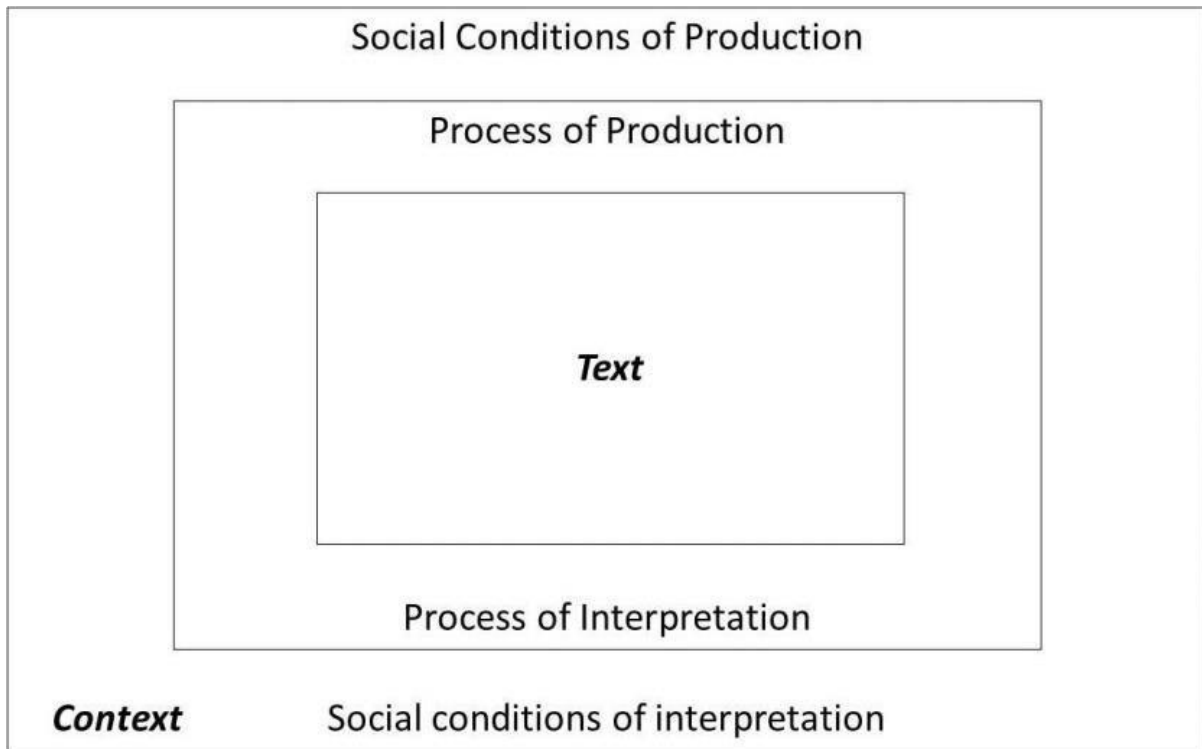 Social Conditions of Production
Process of Production
Text
Process of Interpretation
Context Social conditions of interpretation